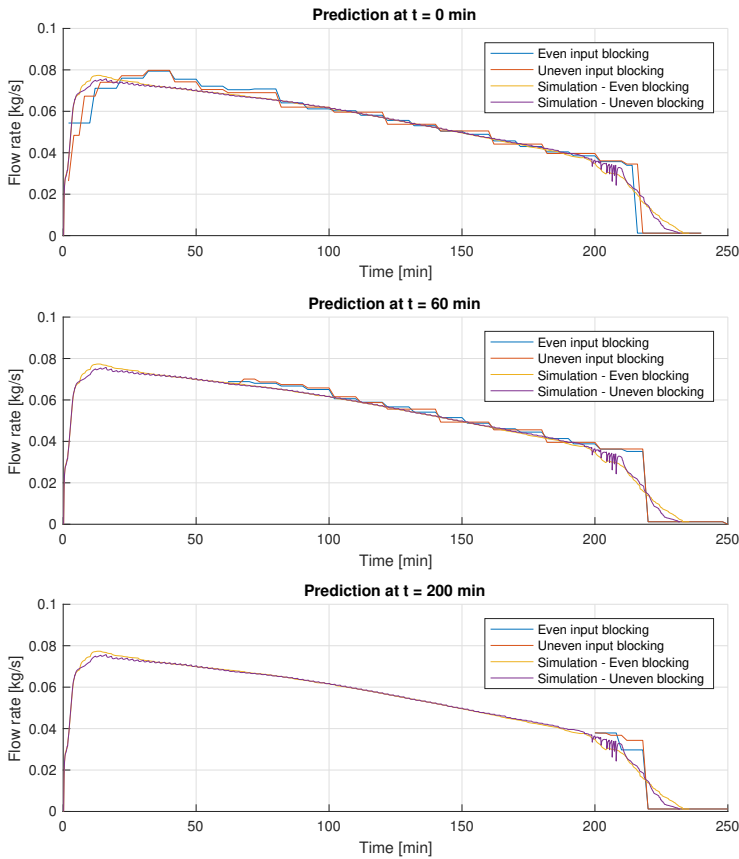 Prediction at t = 0 min
0.1
0.08
0.06
0.04
0.02
0
Flow rate [kg/s]
Even input blocking
Uneven input blocking
Simulation - Even blocking
Simulation - Uneven blocking
0 50 100 150 200 250
Time [min]
Prediction at t = 60 min
0.1
0.08
0.06
0.04
0.02
0
Flow rate [kg/s]
Even input blocking
Uneven input blocking
Simulation - Even blocking
Simulation - Uneven blocking
0 50 100 150 200 250
Time [min]
Prediction at t = 200 min
0.1
0.08
0.06
0.04
0.02
0
Flow rate [kg/s]
Even input blocking
Uneven input blocking
Simulation - Even blocking
Simulation - Uneven blocking
0 50 100 150 200 250
Time [min]